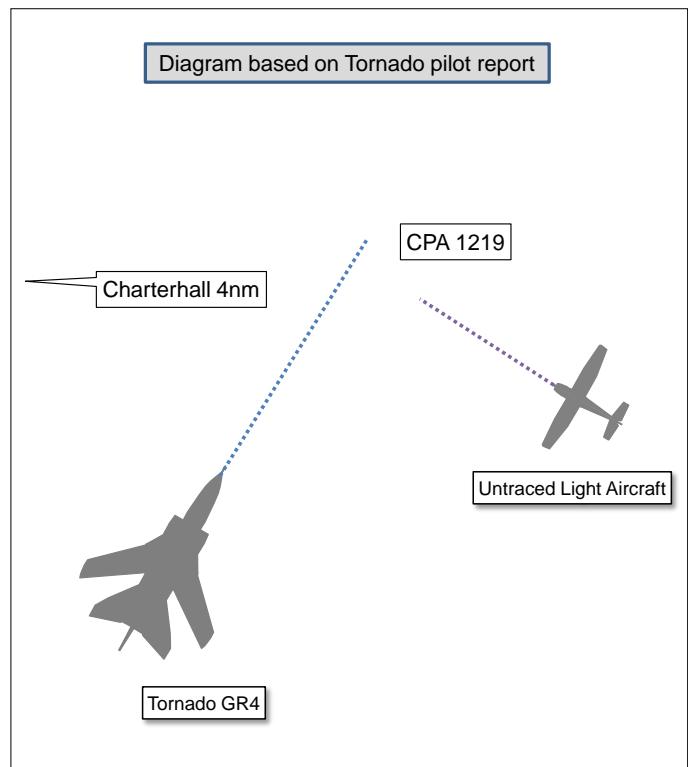 Diagram based on Tornado pilot report
CPA 1219
Charterhall 4nm
Untraced Light Aircraft
Tornado GR4